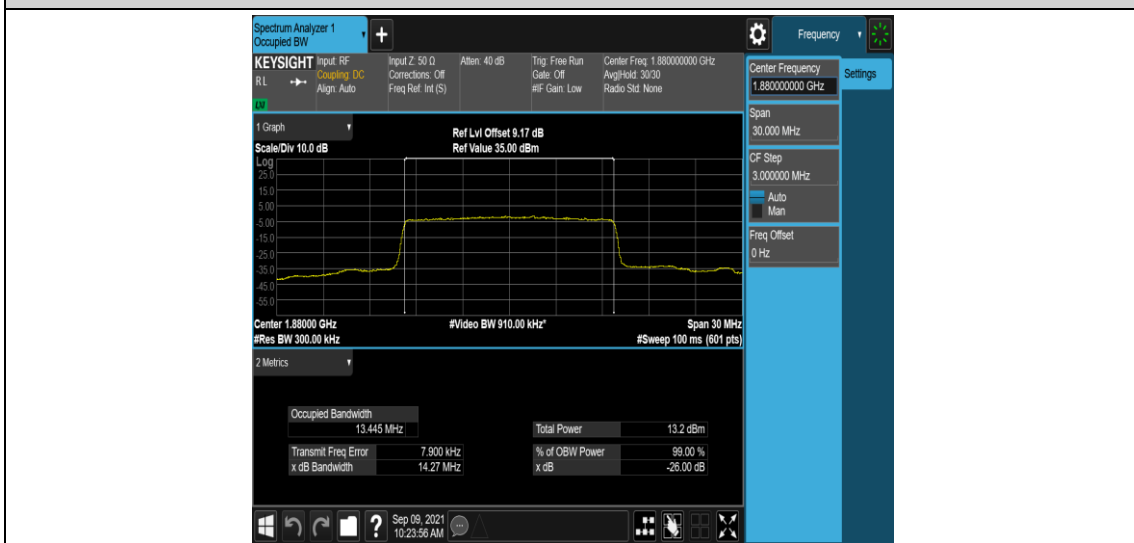 Spectrum Analyzer 1
Occupied BW
+
Frequency
KEYSIGHT
RL
LXI
Input: RF
Coupling: DC
Align: Auto
Input Z: 50 Ω
Corrections: Off
Freq Ref: Int (S)
Atten: 40 dB
Trig: Free Run
Gate: Off
#IF Gain: Low
Center Freq: 1.880000000 GHz
Avg|Hold: 30/30
Radio Std: None
Center Frequency
1.880000000 GHz
Settings
Span
30.000 MHz
CF Step
3.000000 MHz
Auto
Man
Freq Offset
0 Hz
1 Graph
Scale/Div 10.0 dB
Ref Lvl Offset 9.17 dB
Ref Value 35.00 dBm
Log
25.0
15.0
5.00
-5.00
-15.0
-25.0
-35.0
-45.0
-55.0
Center 1.88000 GHz
#Video BW 910.00 kHz*
Span 30 MHz
#Res BW 300.00 kHz
#Sweep 100 ms (601 pts)
2 Metrics
Occupied Bandwidth
13.445 MHz
Total Power 13.2 dBm
Transmit Freq Error 7.900 kHz
% of OBW Power 99.00 %
x dB Bandwidth 14.27 MHz
x dB -26.00 dB
?
Sep 09, 2021
10:23:56 AM